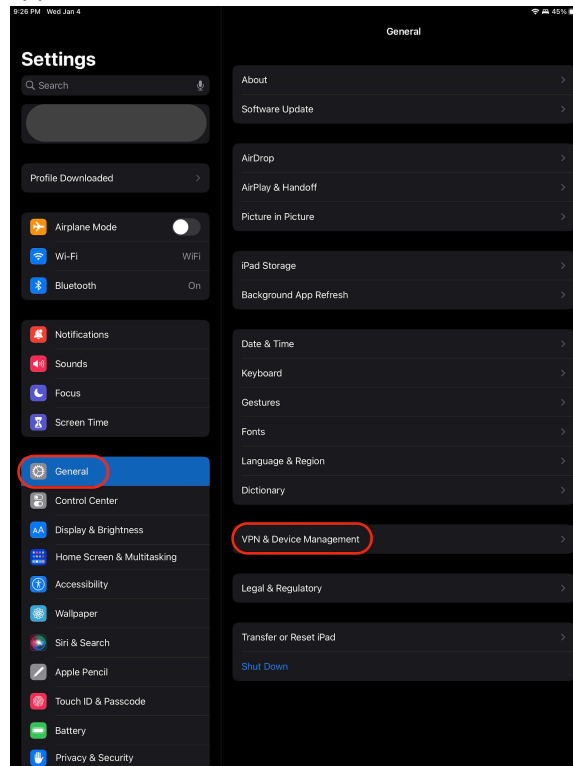 9:26 PM Wed Jan 4
45%
General
Settings
Search
Profile Downloaded
Airplane Mode
Wi-Fi
WiFi
Bluetooth
On
Notifications
Sounds
Focus
Screen Time
General
Control Center
AA
Display & Brightness
Home Screen & Multitasking
Accessibility
Wallpaper
Siri & Search
Apple Pencil
Touch ID & Passcode
Battery
Privacy & Security
About
Software Update
AirDrop
AirPlay & Handoff
Picture in Picture
iPad Storage
Background App Refresh
Date & Time
Keyboard
Gestures
Fonts
Language & Region
Dictionary
VPN & Device Management
Legal & Regulatory
Transfer or Reset iPad
Shut Down